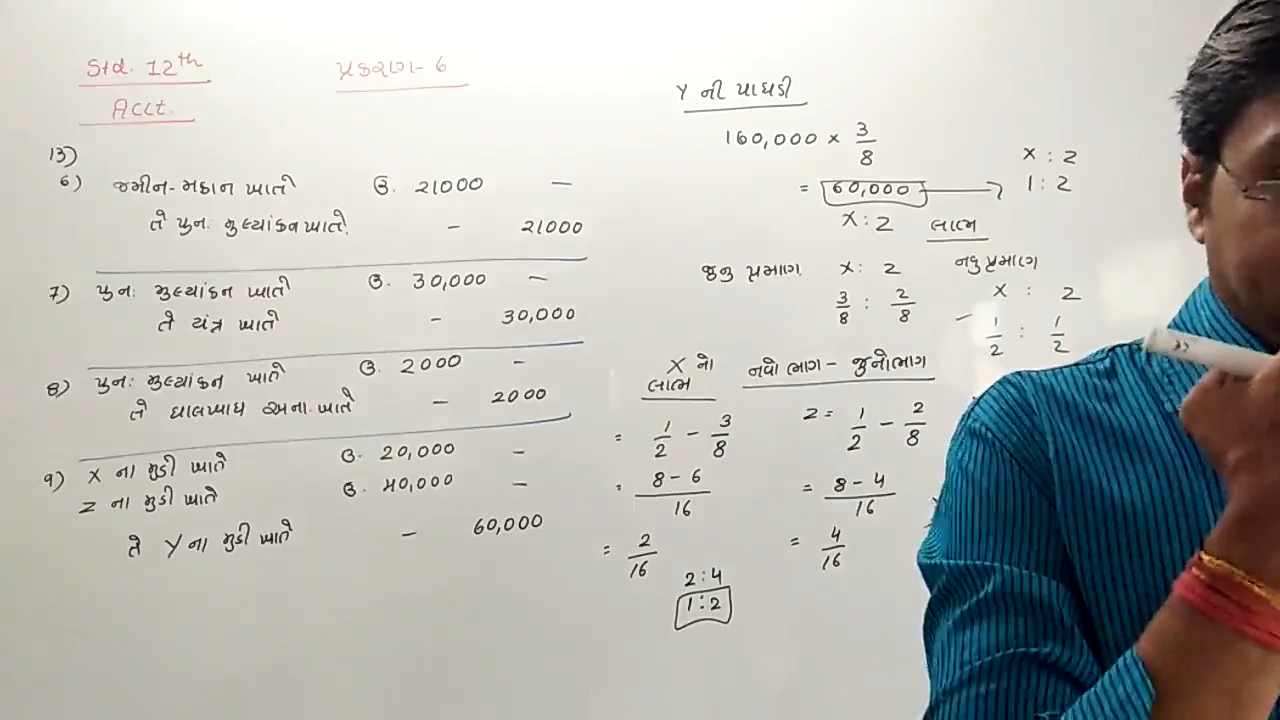 Std. 12th
Acct.
પ્રકરણ - 6
13)
6) જમીન-મકાન ખાતે ઉ. 21000 —
તે પુનઃ મુલ્યાંકન ખાતે. - 21000
7) પુનઃ મુલ્યાંકન ખાતે ઉ. 30,000 —
તે યંત્ર ખાતે - 30,000
8) પુનઃ મુલ્યાંકન ખાતે ઉ. 2000 -
તે ઘાલખાધ અના. ખાતે - 2000
9) X ના મુડી ખાતે ઉ. 20,000 -
Z ના મુડી ખાતે ઉ. 40,000 -
તે Y ના મુડી ખાતે - 60,000
Y ની પાઘડી
160,000 × 3/8
= 60,000
X : Z
X : Z
1 : 2
લાભ
જુનુ પ્રમાણ X : Z
3/8 : 2/8
નવુ પ્રમાણ
X : Z
- 1/2 : 1/2
X નો
લાભ
= 1/2 - 3/8
= 8 - 6 / 16
= 2/16
નવો ભાગ - જુનોભાગ
Z = 1/2 - 2/8
= 8 - 4 / 16
= 4/16
2 : 4
1 : 2